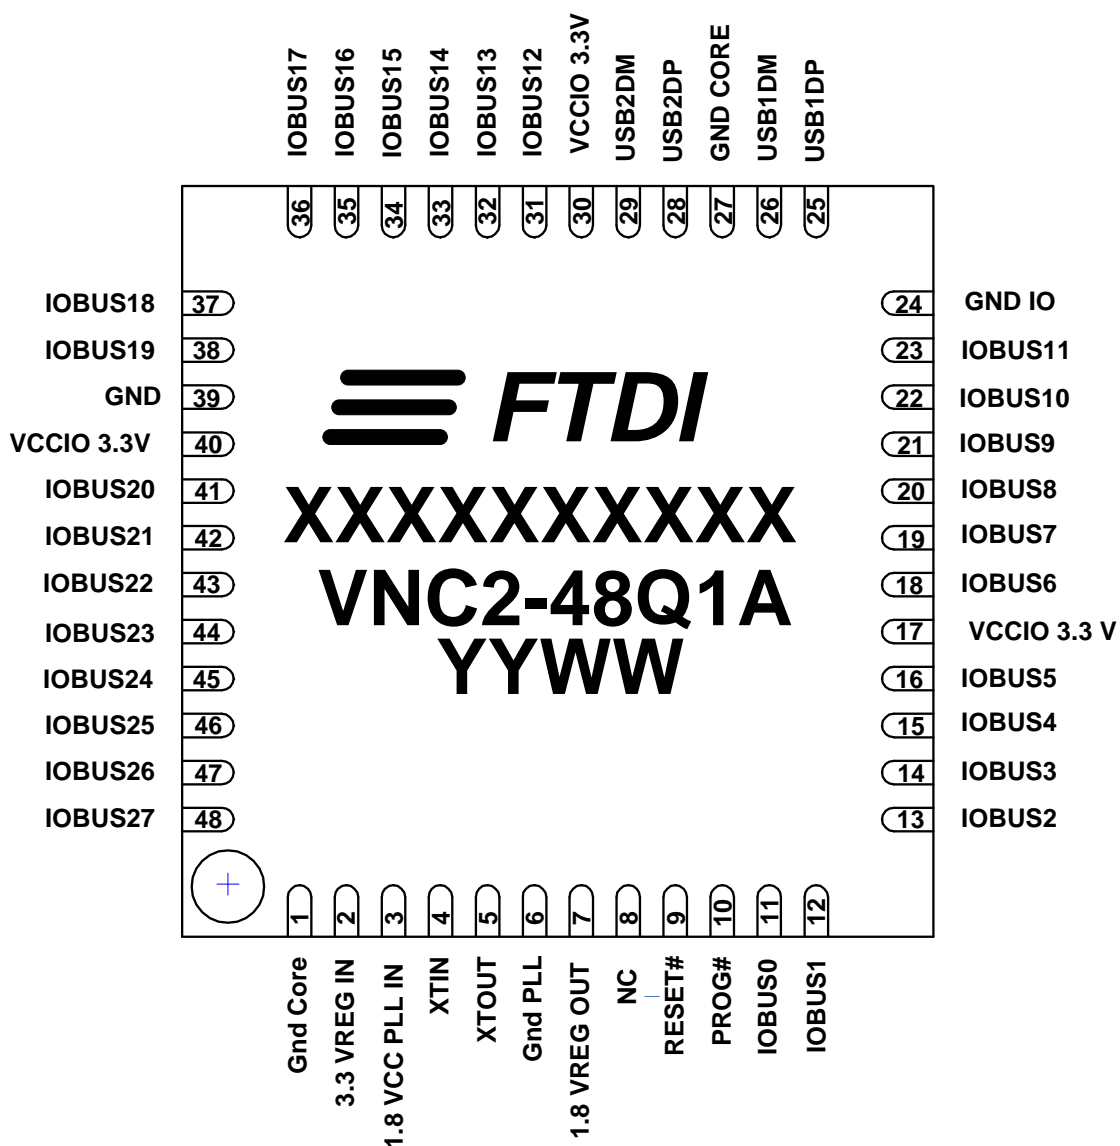 IOBUS17
IOBUS16
IOBUS15
IOBUS14
IOBUS13
IOBUS12
VCCIO 3.3V
USB2DM
USB2DP
GND CORE
USB1DM
USB1DP
36
35
34
33
32
31
30
29
28
27
26
25
IOBUS18 37
IOBUS19 38
GND 39
VCCIO 3.3V 40
IOBUS20 41
IOBUS21 42
IOBUS22 43
IOBUS23 44
IOBUS24 45
IOBUS25 46
IOBUS26 47
IOBUS27 48
FTDI
XXXXXXXXXX
VNC2-48Q1A
YYWW
24 GND IO
23 IOBUS11
22 IOBUS10
21 IOBUS9
20 IOBUS8
19 IOBUS7
18 IOBUS6
17 VCCIO 3.3 V
16 IOBUS5
15 IOBUS4
14 IOBUS3
13 IOBUS2
1
2
3
4
5
6
7
8
9
10
11
12
Gnd Core
3.3 VREG IN
1.8 VCC PLL IN
XTIN
XTOUT
Gnd PLL
1.8 VREG OUT
NC
RESET#
PROG#
IOBUS0
IOBUS1